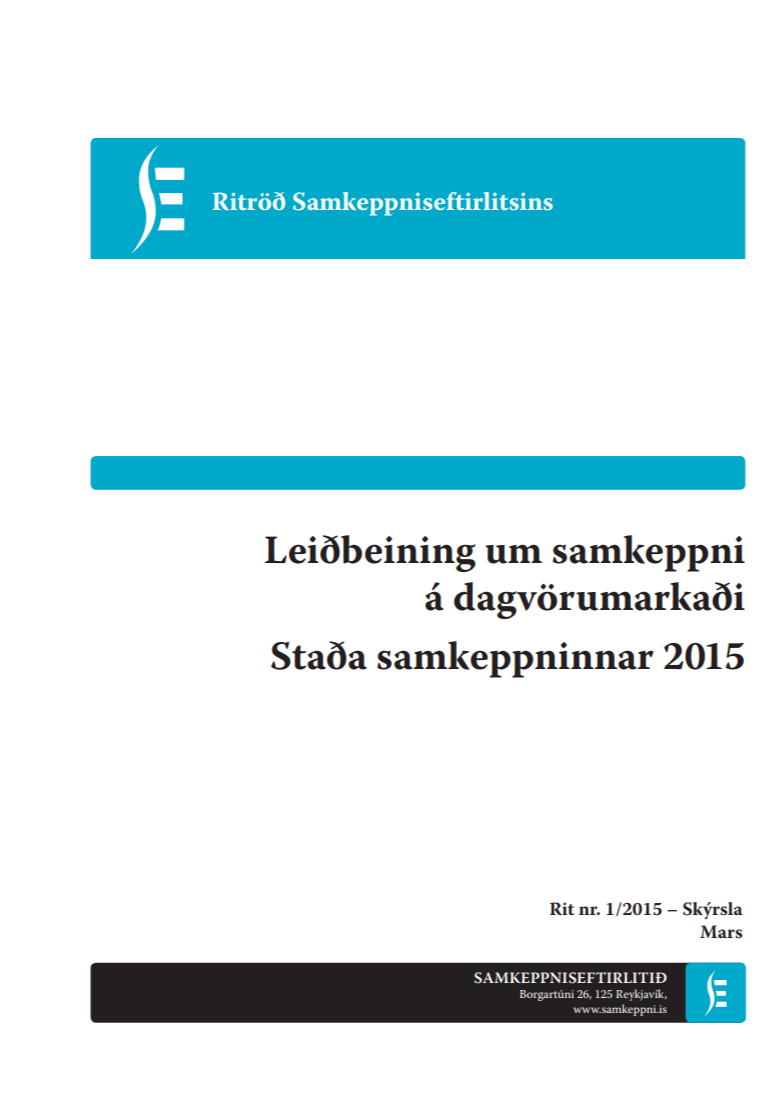 Ritröð Samkeppniseftirlitsins
Leiðbeining um samkeppni
á dagvörumarkaði
Staða samkeppninnar 2015
Rit nr. 1/2015 – Skýrsla
Mars
SAMKEPPNISEFTIRLITIÐ
Borgartúni 26, 125 Reykjavík,
www.samkeppni.is